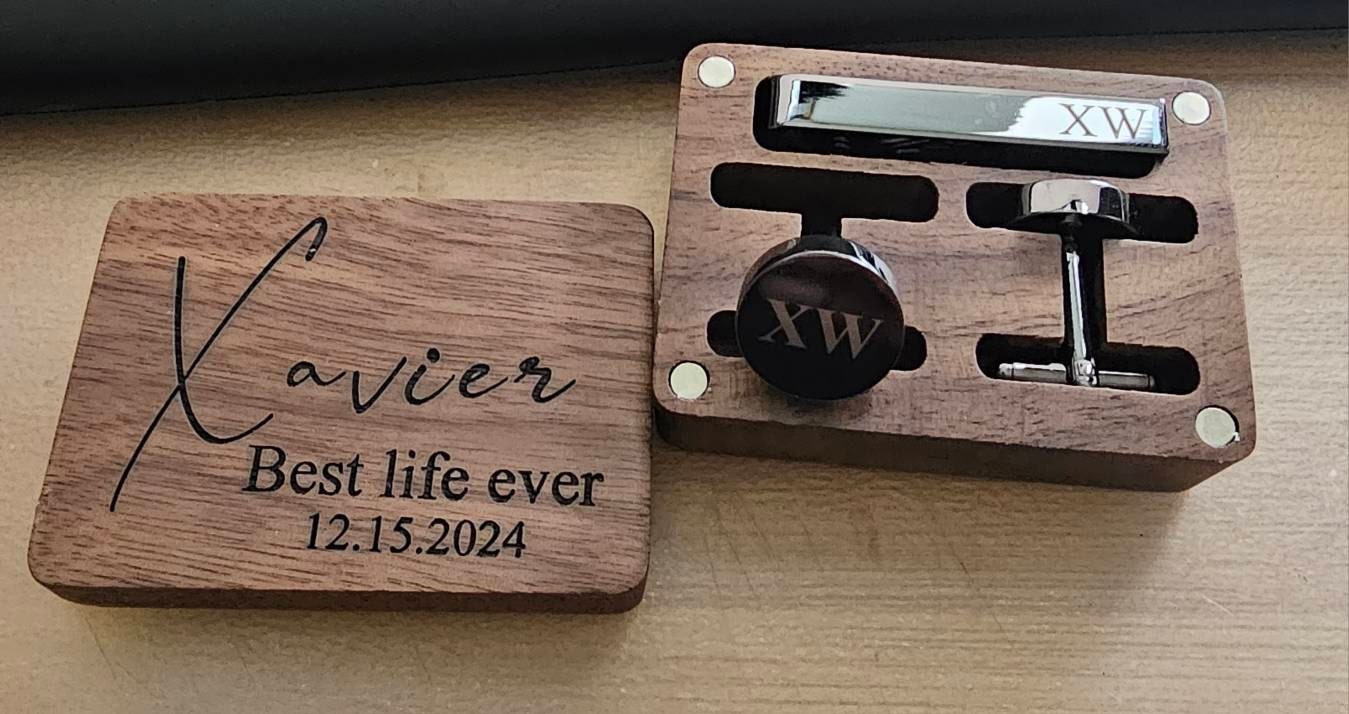 Xavier
Best life ever
12.15.2024
XW
XW